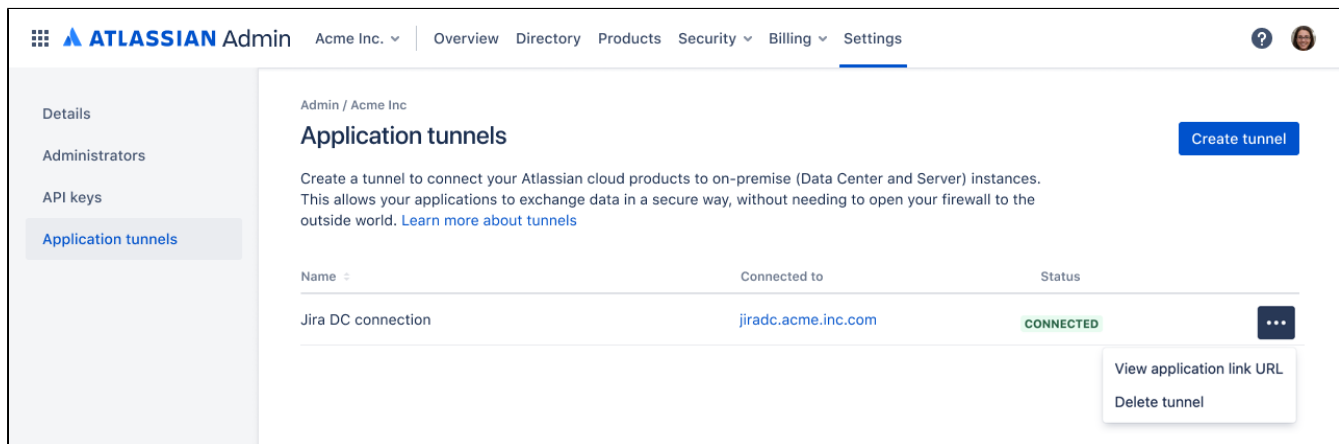 ATLASSIAN Admin Acme Inc. Overview Directory Products Security Billing Settings ?
Details
Administrators
API keys
Application tunnels
Admin / Acme Inc
Application tunnels
Create tunnel
Create a tunnel to connect your Atlassian cloud products to on-premise (Data Center and Server) instances.
This allows your applications to exchange data in a secure way, without needing to open your firewall to the
outside world. Learn more about tunnels
Name Connected to Status
Jira DC connection jiradc.acme.inc.com CONNECTED
View application link URL
Delete tunnel